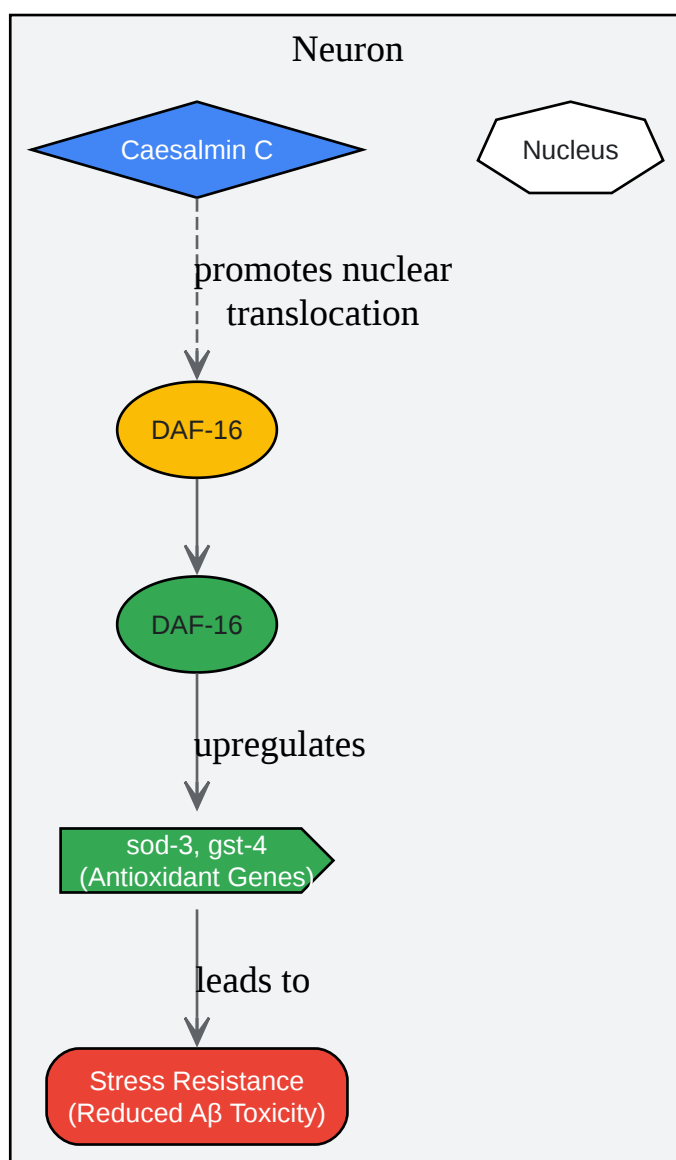 Neuron
Caesalmin C
Nucleus
promotes nuclear
translocation
DAF-16
DAF-16
upregulates
sod-3, gst-4
(Antioxidant Genes)
leads to
Stress Resistance
(Reduced Aβ Toxicity)